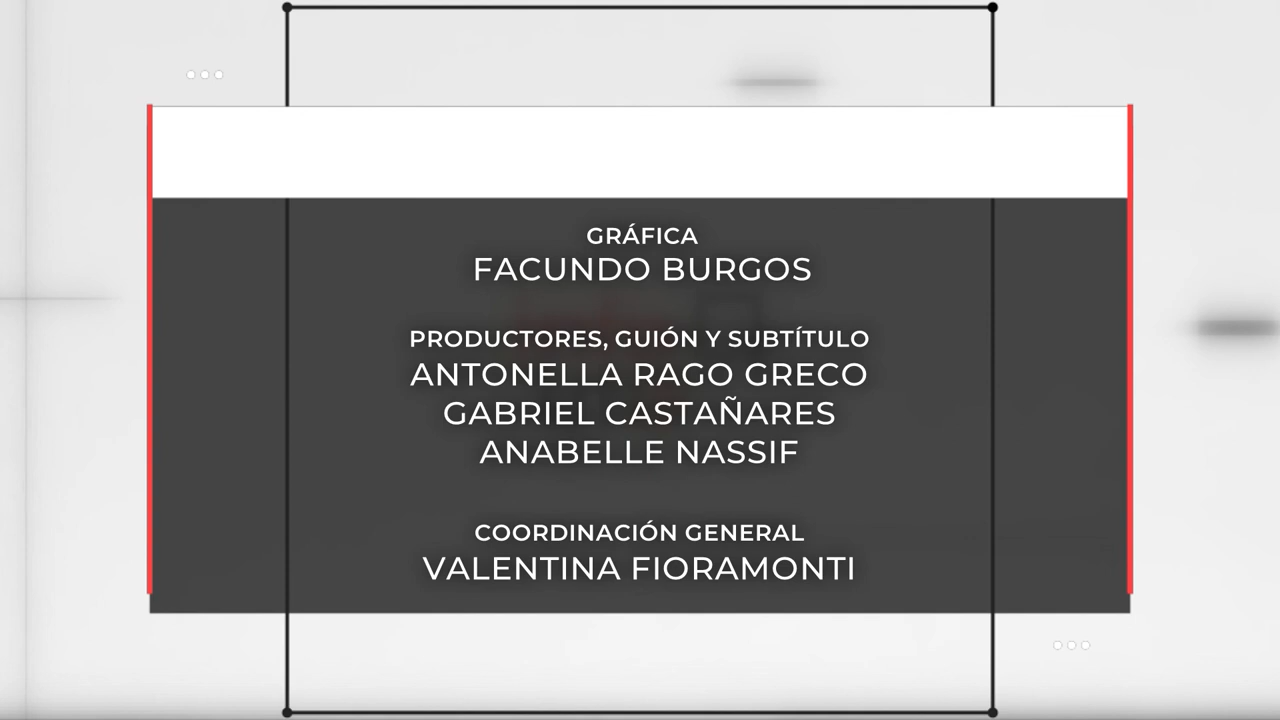 GRÁFICA
FACUNDO BURGOS
PRODUCTORES, GUIÓN Y SUBTÍTULO
ANTONELLA RAGO GRECO
GABRIEL CASTAÑARES
ANABELLE NASSIF
COORDINACIÓN GENERAL
VALENTINA FIORAMONTI